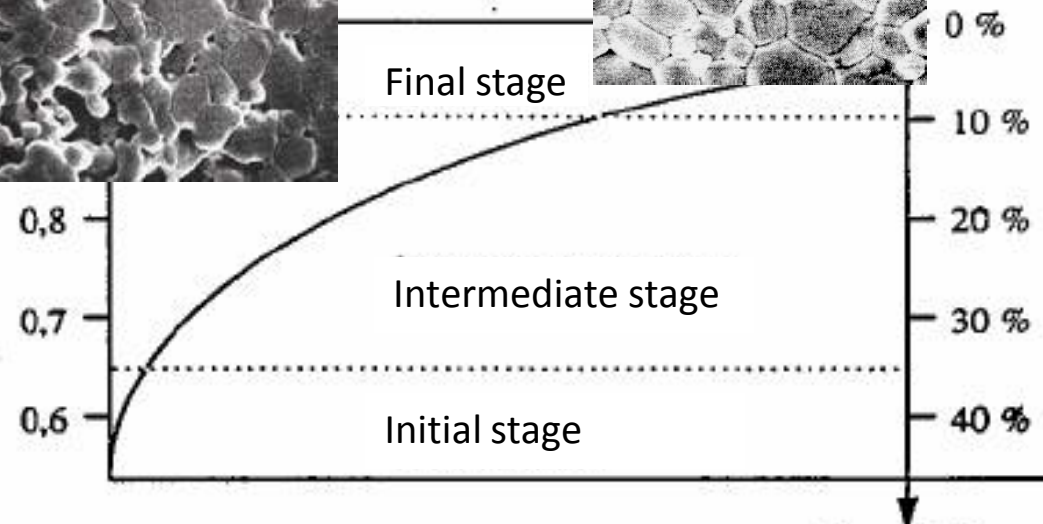 0 %
Final stage
10 %
0,8
20 %
Intermediate stage
0,7
30 %
0,6
Initial stage
40 %